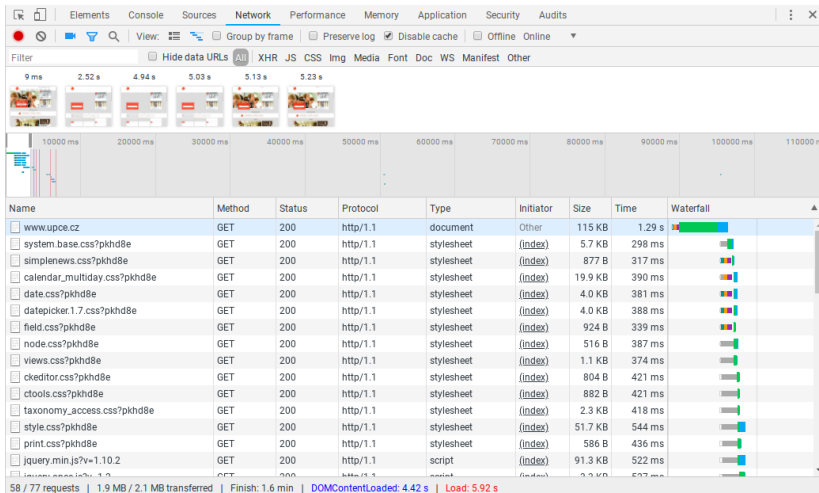 Elements Console Sources Network Performance Memory Application Security Audits
View: Group by frame Preserve log Disable cache Offline Online
Filter Hide data URLs All XHR JS CSS Img Media Font Doc WS Manifest Other
9 ms 2.52 s 4.94 s 5.03 s 5.13 s 5.23 s
10000 ms 20000 ms 30000 ms 40000 ms 50000 ms 60000 ms 70000 ms 80000 ms 90000 ms 100000 ms 110000
Name Method Status Protocol Type Initiator Size Time Waterfall
www.upce.cz GET 200 http/1.1 document Other 115 KB 1.29 s
system.base.css?pkhd8e GET 200 http/1.1 stylesheet (index) 5.7 KB 298 ms
simplenews.css?pkhd8e GET 200 http/1.1 stylesheet (index) 877 B 317 ms
calendar_multiday.css?pkhd8e GET 200 http/1.1 stylesheet (index) 19.9 KB 390 ms
date.css?pkhd8e GET 200 http/1.1 stylesheet (index) 4.0 KB 381 ms
datepicker.1.7.css?pkhd8e GET 200 http/1.1 stylesheet (index) 4.0 KB 388 ms
field.css?pkhd8e GET 200 http/1.1 stylesheet (index) 924 B 339 ms
node.css?pkhd8e GET 200 http/1.1 stylesheet (index) 516 B 387 ms
views.css?pkhd8e GET 200 http/1.1 stylesheet (index) 1.1 KB 374 ms
ckeditor.css?pkhd8e GET 200 http/1.1 stylesheet (index) 804 B 421 ms
ctools.css?pkhd8e GET 200 http/1.1 stylesheet (index) 882 B 421 ms
taxonomy_access.css?pkhd8e GET 200 http/1.1 stylesheet (index) 2.3 KB 418 ms
style.css?pkhd8e GET 200 http/1.1 stylesheet (index) 51.7 KB 544 ms
print.css?pkhd8e GET 200 http/1.1 stylesheet (index) 586 B 436 ms
jquery.min.js?v=1.10.2 GET 200 http/1.1 script (index) 91.3 KB 522 ms
58 / 77 requests | 1.9 MB / 2.1 MB transferred | Finish: 1.6 min | DOMContentLoaded: 4.42 s | Load: 5.92 s